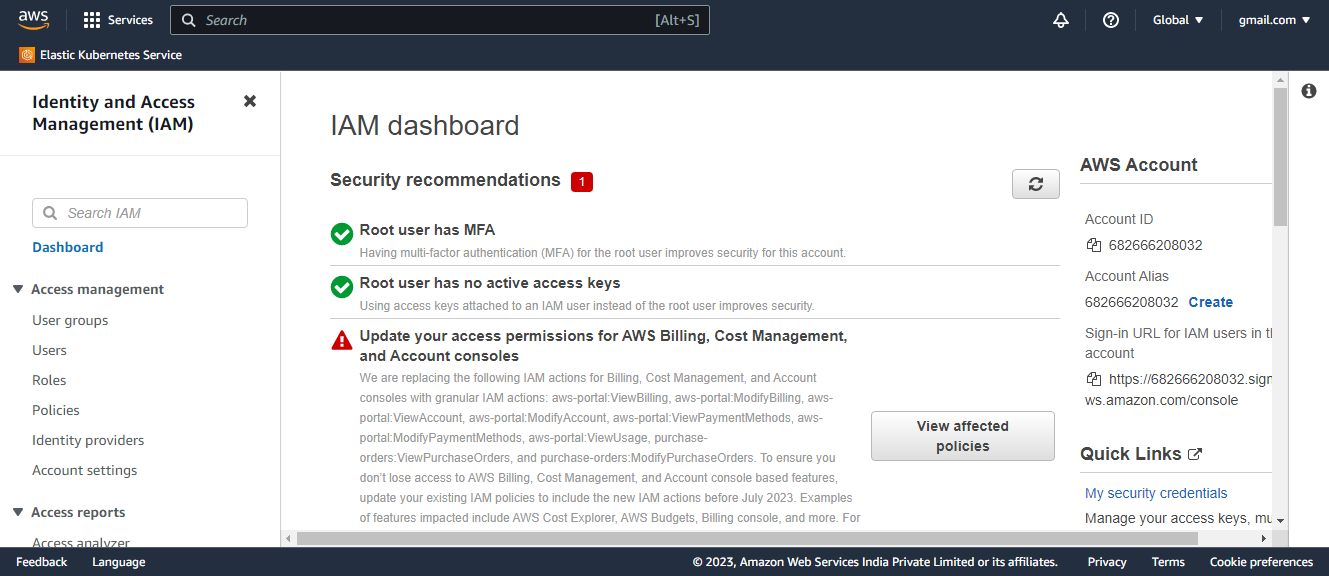 aws
Services
Search
[Alt+S]
Global
gmail.com
Elastic Kubernetes Service
Identity and Access
Management (IAM)
Search IAM
Dashboard
Access management
User groups
Users
Roles
Policies
Identity providers
Account settings
Access reports
Access analyzer
IAM dashboard
Security recommendations 1
Root user has MFA
Having multi-factor authentication (MFA) for the root user improves security for this account.
Root user has no active access keys
Using access keys attached to an IAM user instead of the root user improves security.
Update your access permissions for AWS Billing, Cost Management,
and Account consoles
We are replacing the following IAM actions for Billing, Cost Management, and Account
consoles with granular IAM actions: aws-portal:ViewBilling, aws-portal:ModifyBilling, aws-
portal:ViewAccount, aws-portal:ModifyAccount, aws-portal:ViewPaymentMethods, aws-
portal:ModifyPaymentMethods, aws-portal:ViewUsage, purchase-
orders:ViewPurchaseOrders, and purchase-orders:ModifyPurchaseOrders. To ensure you
don't lose access to AWS Billing, Cost Management, and Account console based features,
update your existing IAM policies to include the new IAM actions before July 2023. Examples
of features impacted include AWS Cost Explorer, AWS Budgets, Billing console, and more. For
View affected
policies
AWS Account
Account ID
682666208032
Account Alias
682666208032 Create
Sign-in URL for IAM users in th
account
https://682666208032.sign
ws.amazon.com/console
Quick Links
My security credentials
Manage your access keys, mu
Feedback
Language
© 2023, Amazon Web Services India Private Limited or its affiliates.
Privacy
Terms
Cookie preferences